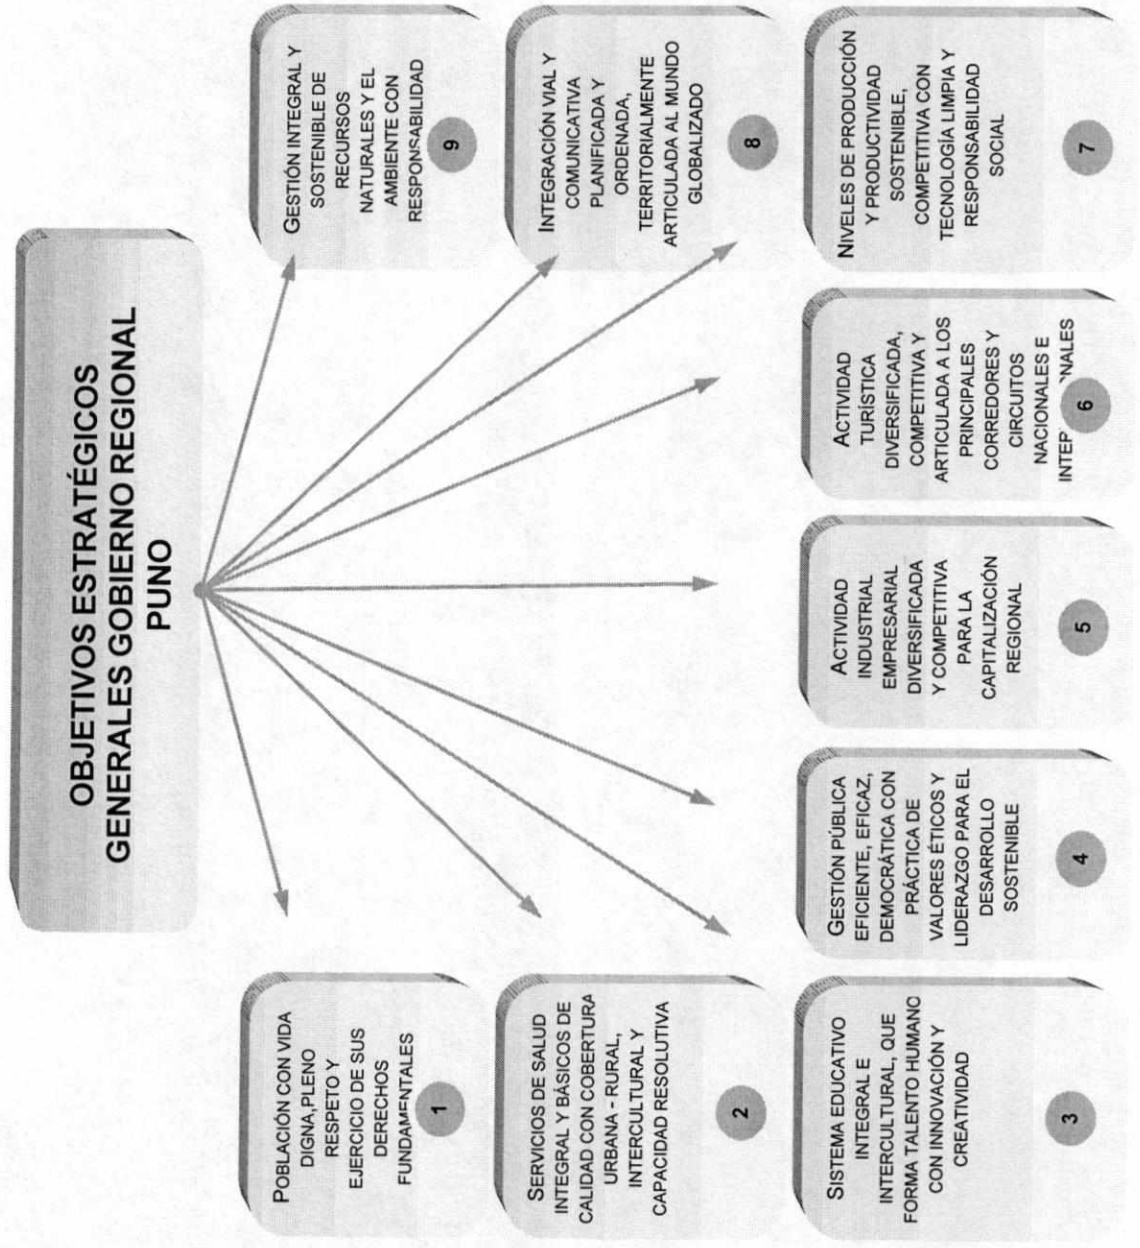 OBJETIVOS ESTRATÉGICOS
GENERALES GOBIERNO REGIONAL
PUNO
POBLACIÓN CON VIDA
DIGNA,PLENO
RESPETO Y
EJERCICIO DE SUS
DERECHOS
FUNDAMENTALES
1
SERVICIOS DE SALUD
INTEGRAL Y BÁSICOS DE
CALIDAD CON COBERTURA
URBANA - RURAL,
INTERCULTURAL Y
CAPACIDAD RESOLUTIVA
2
SISTEMA EDUCATIVO
INTEGRAL E
INTERCULTURAL, QUE
FORMA TALENTO HUMANO
CON INNOVACIÓN Y
CREATIVIDAD
3
GESTIÓN PÚBLICA
EFICIENTE, EFICAZ,
DEMOCRÁTICA CON
PRÁCTICA DE
VALORES ÉTICOS Y
LIDERAZGO PARA EL
DESARROLLO
SOSTENIBLE
4
ACTIVIDAD
INDUSTRIAL
EMPRESARIAL
DIVERSIFICADA
Y COMPETITIVA
PARA LA
CAPITALIZACIÓN
REGIONAL
5
ACTIVIDAD
TURÍSTICA
DIVERSIFICADA,
COMPETITIVA Y
ARTICULADA A LOS
PRINCIPALES
CORREDORES Y
CIRCUITOS
NACIONALES E
6
NIVELES DE PRODUCCIÓN
Y PRODUCTIVIDAD
SOSTENIBLE,
COMPETITIVA CON
TECNOLOGÍA LIMPIA Y
RESPONSABILIDAD
SOCIAL
7
INTEGRACIÓN VIAL Y
COMUNICATIVA
PLANIFICADA Y
ORDENADA,
TERRITORIALMENTE
ARTICULADA AL MUNDO
GLOBALIZADO
8
GESTIÓN INTEGRAL Y
SOSTENIBLE DE
RECURSOS
NATURALES Y EL
AMBIENTE CON
RESPONSABILIDAD
9